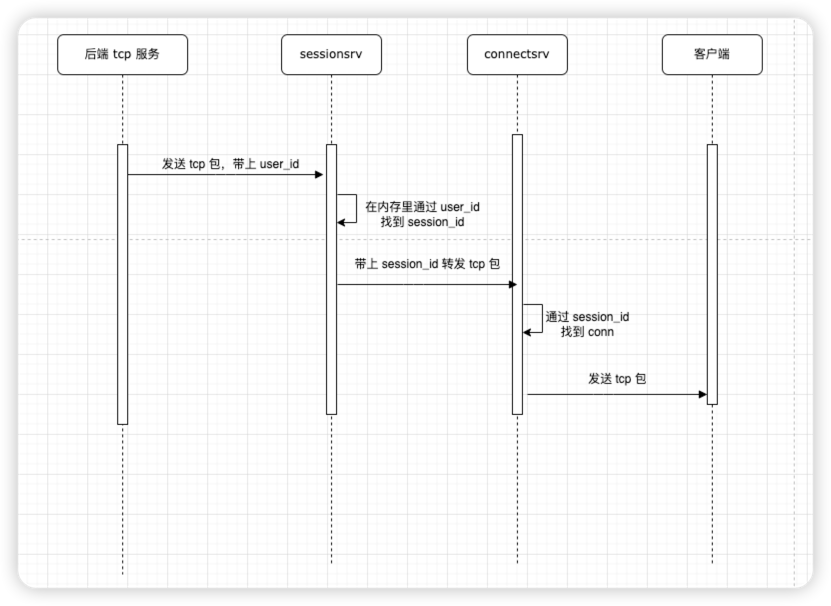 后端 tcp 服务
sessionsrv
connectsrv
客户端
发送 tcp 包，带上 user_id
在内存里通过 user_id
找到 session_id
带上 session_id 转发 tcp 包
通过 session_id
找到 conn
发送 tcp 包